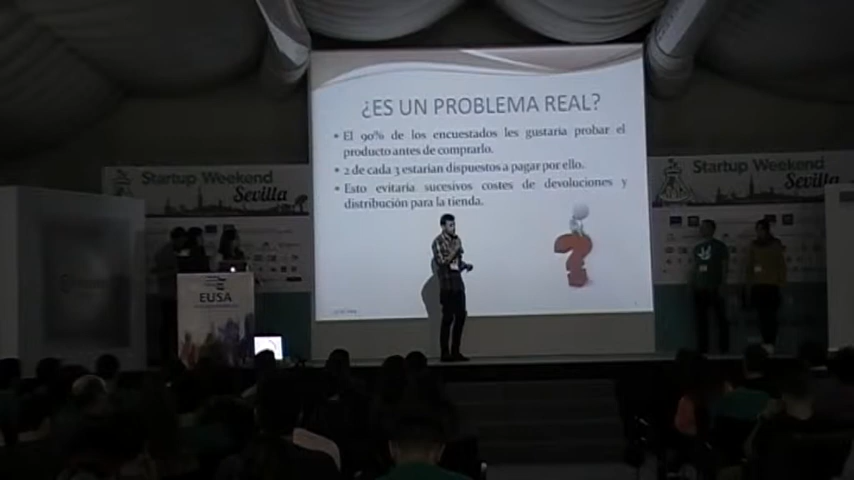 ¿ES UN PROBLEMA REAL?
• El 90% de los encuestados les gustaría probar el
producto antes de comprarlo.
• 2 de cada 3 estarían dispuestos a pagar por ello.
• Esto evitaría sucesivos costes de devoluciones y
distribución para la tienda.
Startup Weekend
Sevilla
Startup Weekend
Sevilla
EUSA